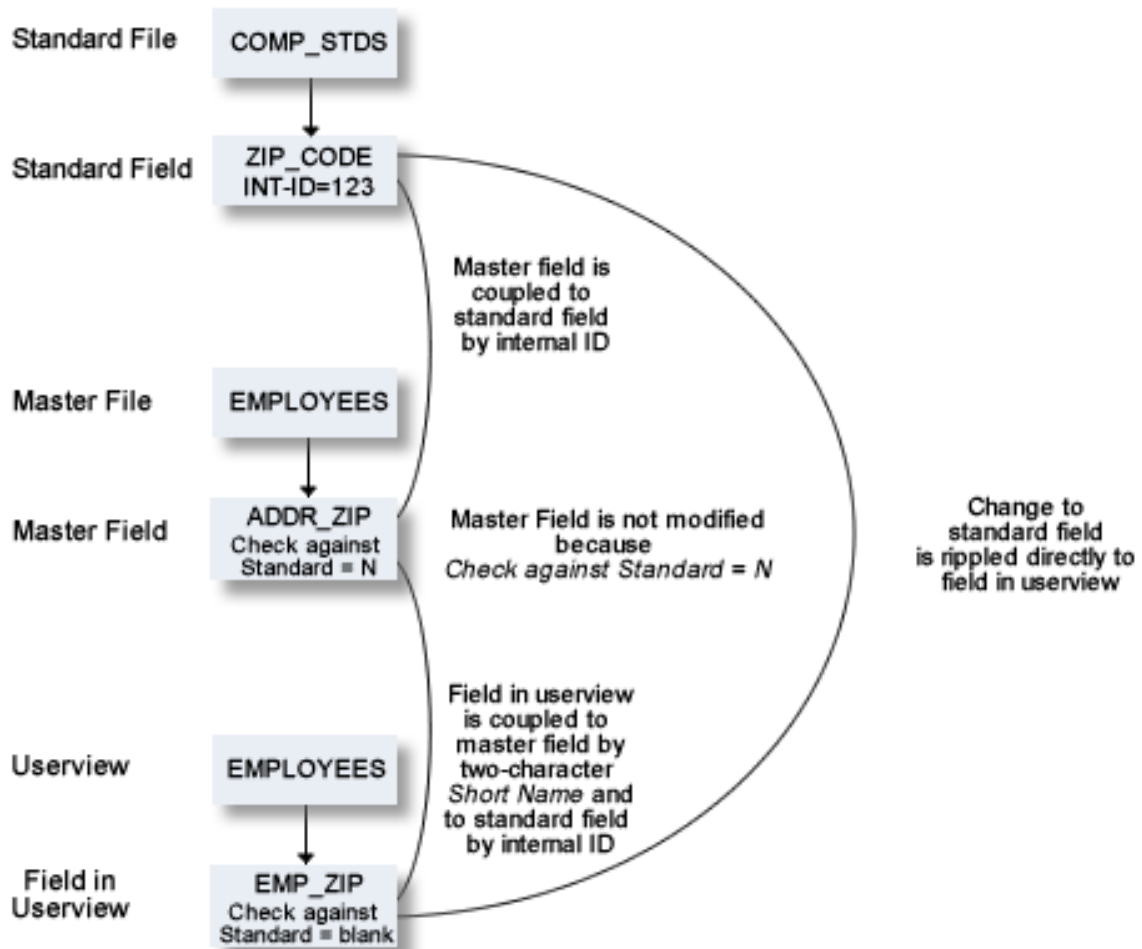 Standard File
COMP_STDS
Standard Field
ZIP_CODE
INT-ID=123
Master field is
coupled to
standard field
by internal ID
Master File
EMPLOYEES
Master Field
ADDR_ZIP
Check against
Standard = N
Master Field is not modified
because
Check against Standard = N
Change to
standard field
is rippled directly to
field in userview
Field in userview
is coupled to
master field by
two-character
Short Name and
to standard field
by internal ID
Userview
EMPLOYEES
Field in
Userview
EMP_ZIP
Check against
Standard = blank